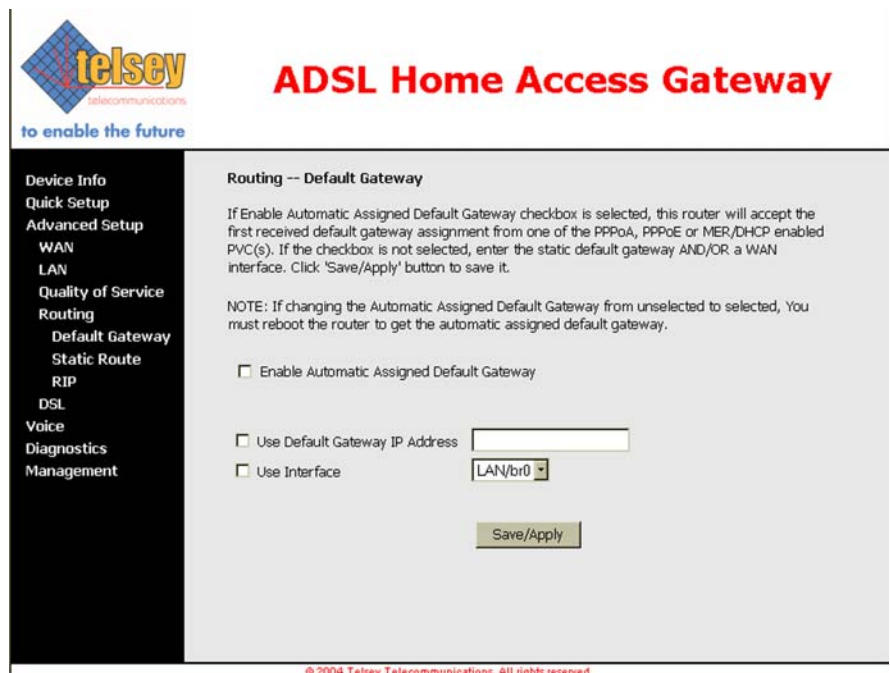 telsey
telecommunications
to enable the future
ADSL Home Access Gateway
Device Info
Quick Setup
Advanced Setup
WAN
LAN
Quality of Service
Routing
Default Gateway
Static Route
RIP
DSL
Voice
Diagnostics
Management
Routing -- Default Gateway
If Enable Automatic Assigned Default Gateway checkbox is selected, this router will accept the
first received default gateway assignment from one of the PPPoA, PPPoE or MER/DHCP enabled
PVC(s). If the checkbox is not selected, enter the static default gateway AND/OR a WAN
interface. Click 'Save/Apply' button to save it.
NOTE: If changing the Automatic Assigned Default Gateway from unselected to selected, You
must reboot the router to get the automatic assigned default gateway.
Enable Automatic Assigned Default Gateway
Use Default Gateway IP Address
Use Interface LAN/br0
Save/Apply
© 2004 Telsey Telecommunications. All rights reserved.